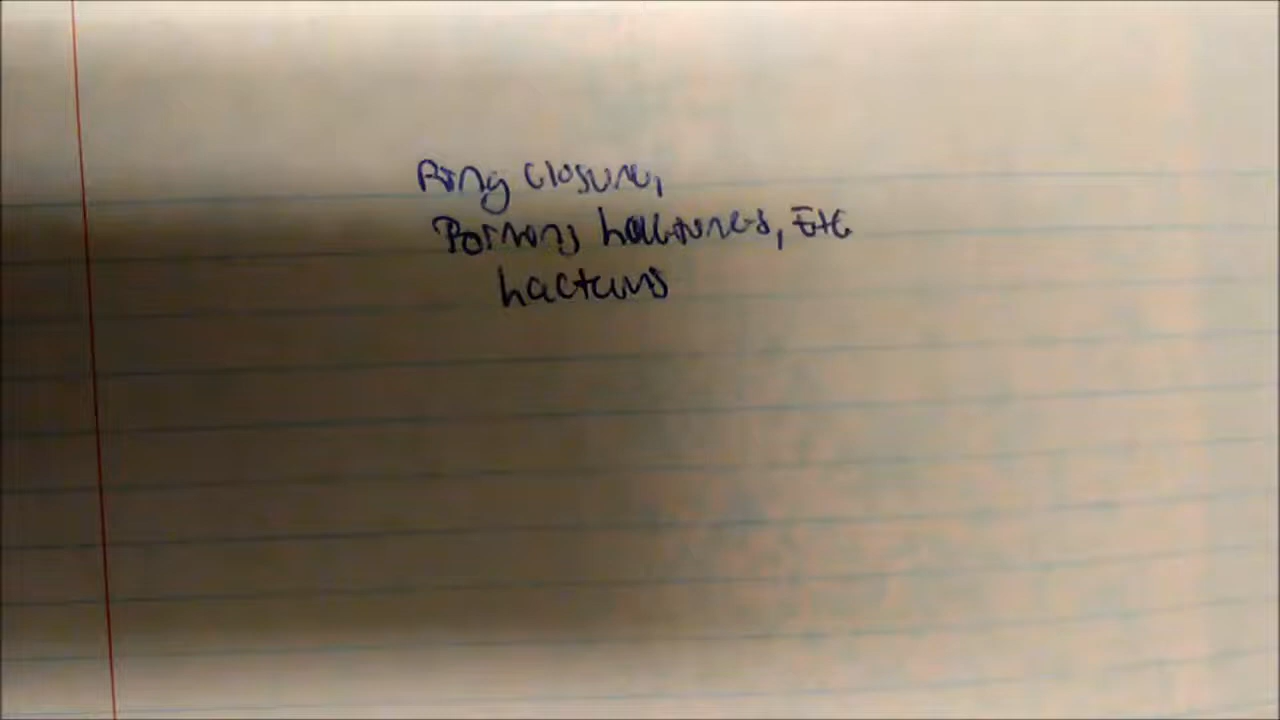 Ring closure,
Forming lactones, Etc
lactams